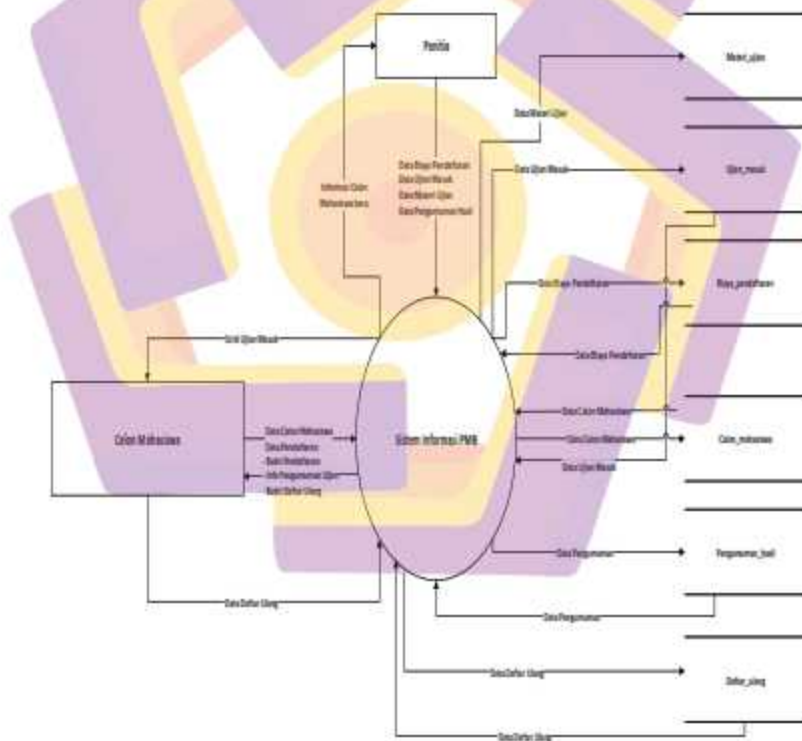 Panitia
Materi_ujian
Data Materi Ujian
Data Ujian Masuk
Ujian_masuk
Informasi Calon
Mahasiswa baru
Data Biaya Pendaftaran
Data Ujian Masuk
Data Materi Ujian
Data Pengumuman Hasil
Data Biaya Pendaftaran
Biaya_pendaftaran
Ujian Masuk
Data Biaya Pendaftaran
Calon Mahasiswa
Data Calon Mahasiswa
Data Pendaftaran
Bukti Pendaftaran
Info Pengumuman Ujian
Bukti Daftar Ulang
Sistem Informasi PMB
Data Calon Mahasiswa
Data Calon Mahasiswa
Calon_mahasiswa
Data Ujian Masuk
Data Pengumuman
Pengumuman_hasil
Data Daftar Ulang
Data Pengumuman
Data Daftar Ulang
Daftar_ulang
Data Daftar Ulang